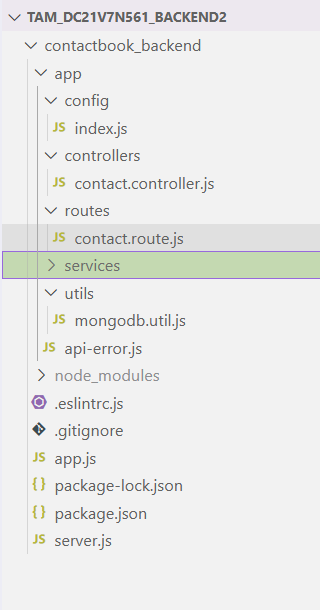 TAM_DC21V7N561_BACKEND2
contactbook_backend
app
config
JS index.js
controllers
JS contact.controller.js
routes
JS contact.route.js
services
utils
JS mongodb.util.js
JS api-error.js
node_modules
.eslintrc.js
.gitignore
JS app.js
{ } package-lock.json
{ } package.json
JS server.js